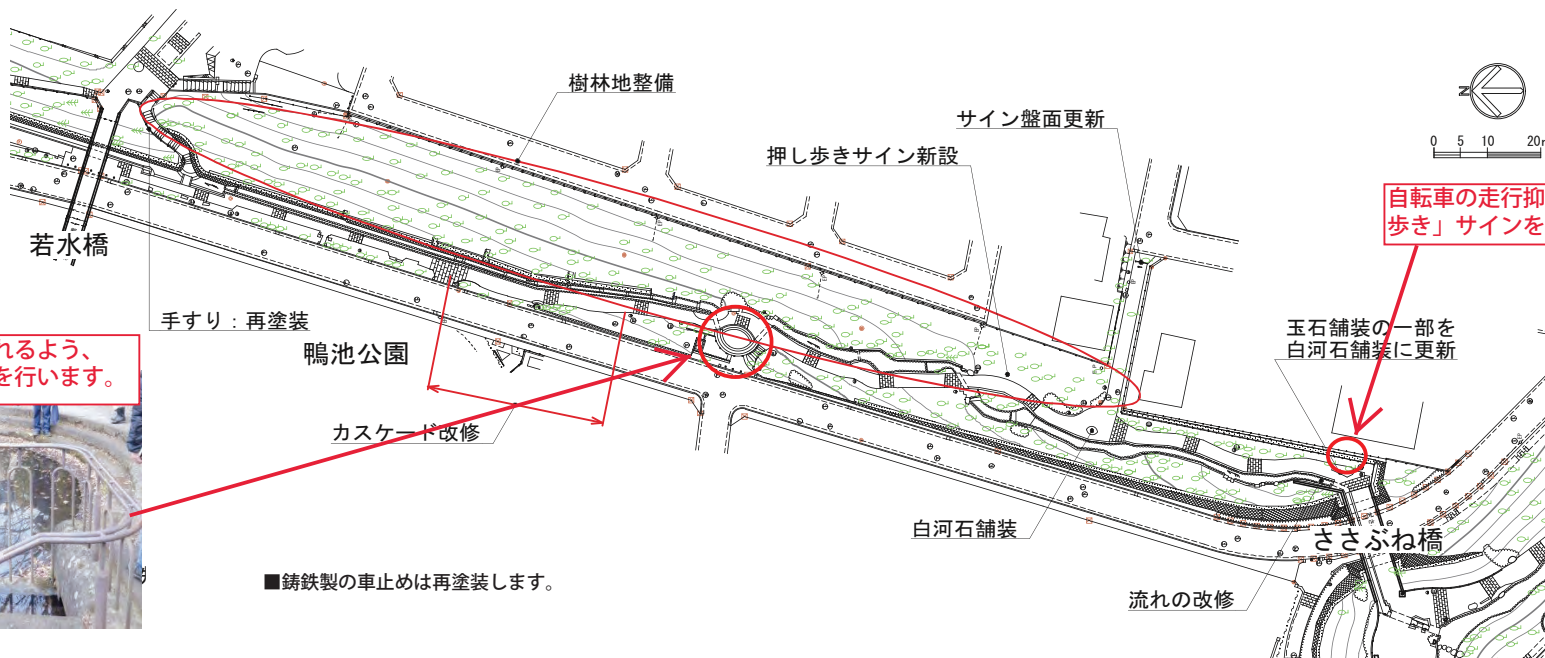 樹林地整備
サイン盤面更新
押し歩きサイン新設
N
0 5 10 20m
自転車の走行抑
歩き」サインを
若水橋
手すり：再塗装
鴨池公園
玉石舗装の一部を
白河石舗装に更新
れるよう、
を行います。
カスケード改修
白河石舗装
ささぶね橋
流れの改修
■鋳鉄製の車止めは再塗装します。